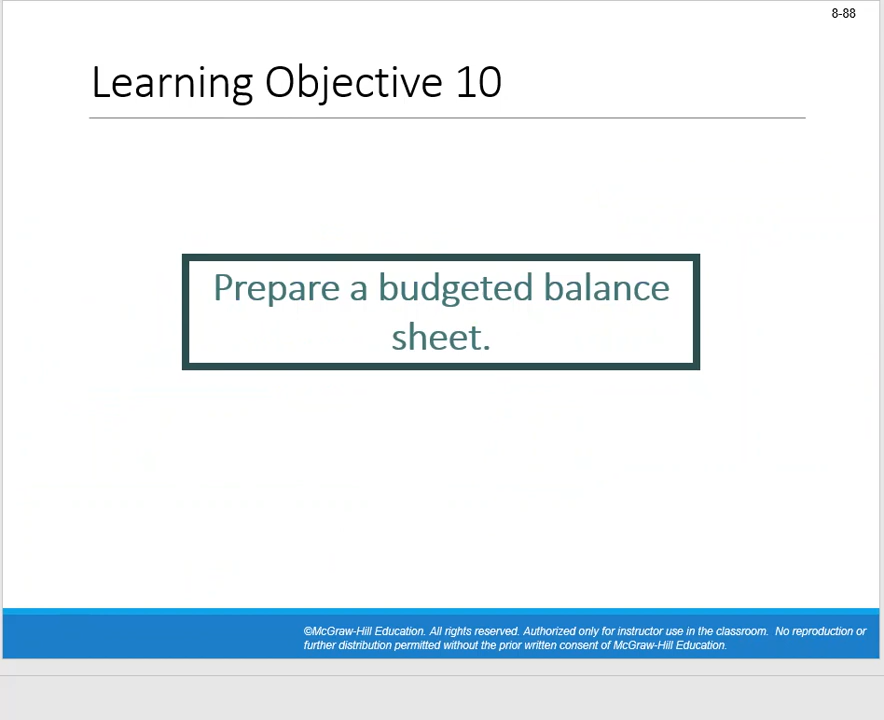 8-88
Learning Objective 10
Prepare a budgeted balance
sheet.
©McGraw-Hill Education. All rights reserved. Authorized only for instructor use in the classroom. No reproduction or
further distribution permitted without the prior written consent of McGraw-Hill Education.